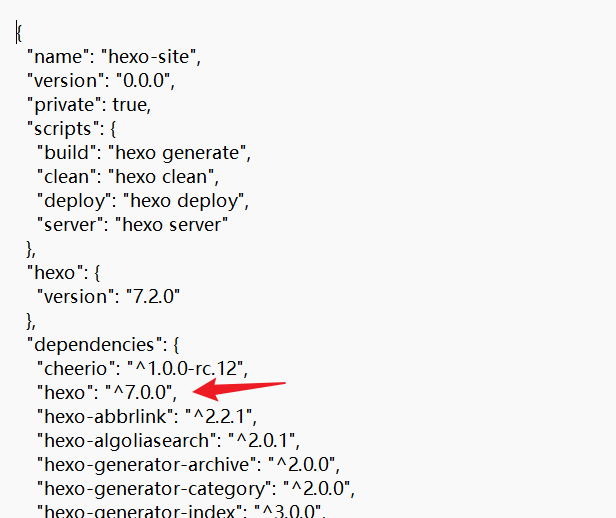 {
"name": "hexo-site",
"version": "0.0.0",
"private": true,
"scripts": {
"build": "hexo generate",
"clean": "hexo clean",
"deploy": "hexo deploy",
"server": "hexo server"
},
"hexo": {
"version": "7.2.0"
},
"dependencies": {
"cheerio": "^1.0.0-rc.12",
"hexo": "^7.0.0",
"hexo-abbrlink": "^2.2.1",
"hexo-algoliasearch": "^2.0.1",
"hexo-generator-archive": "^2.0.0",
"hexo-generator-category": "^2.0.0",
"hexo-generator-index": "^3.0.0",